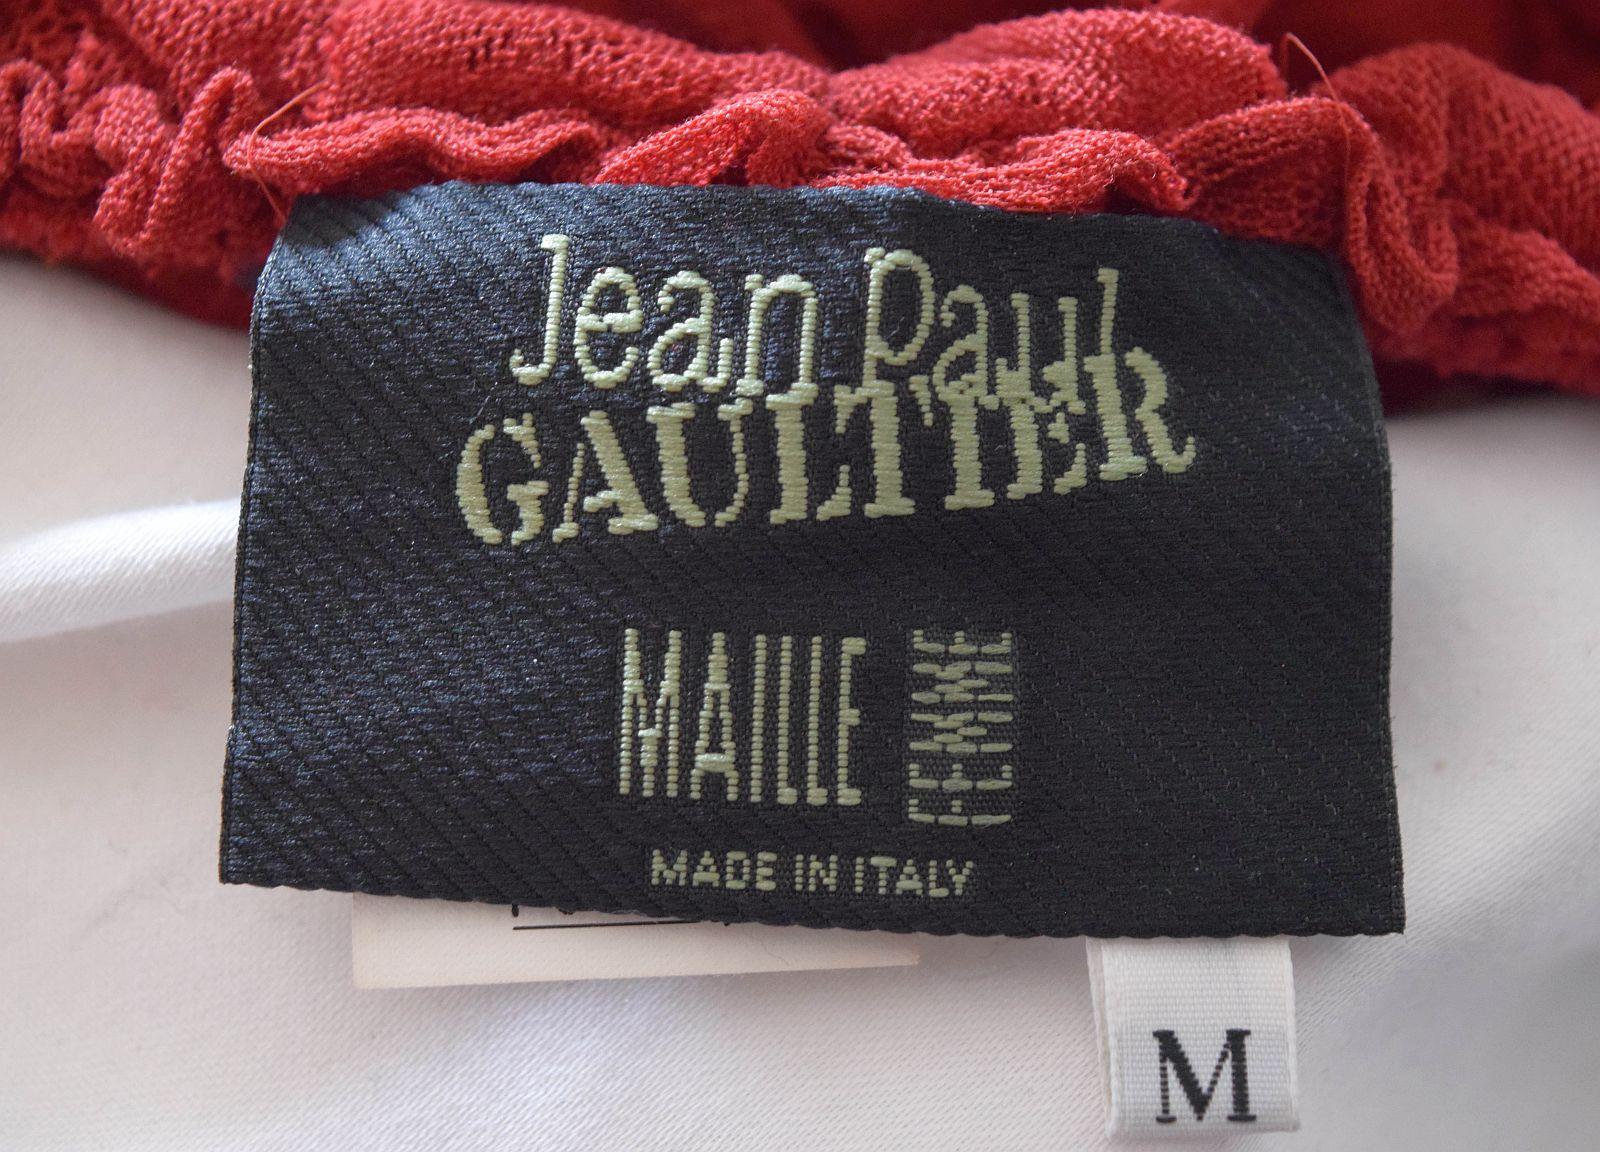 Jean Paul
GAULTIER
MAILLE FEMME
MADE IN ITALY
M